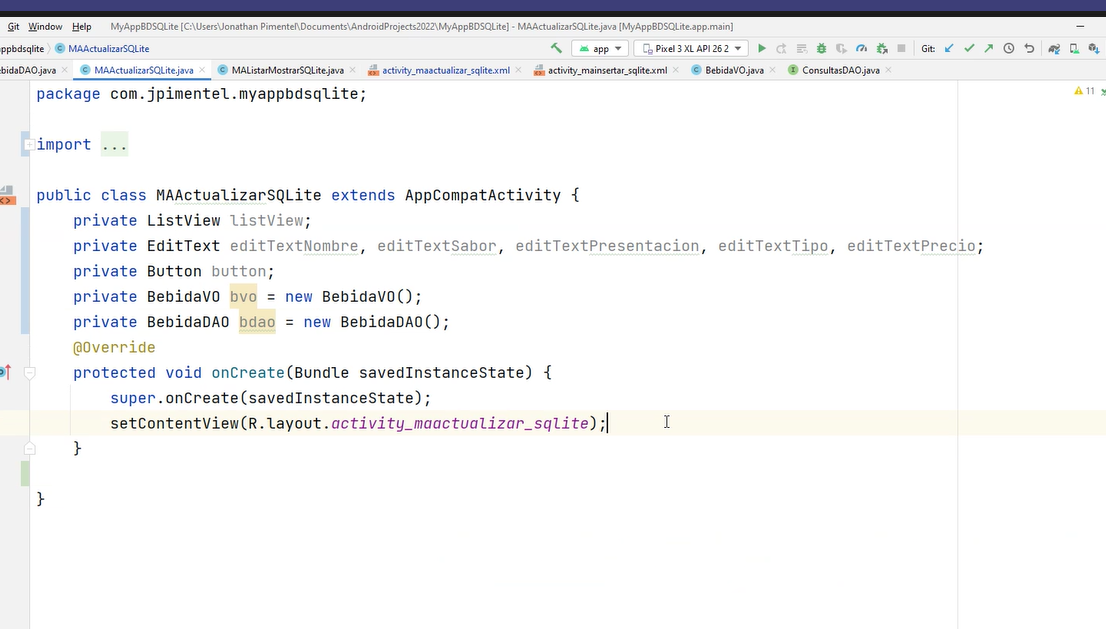 Git Window Help MyAppBDSQLite [C:\Users\Jonathan Pimentel\Documents\AndroidProjects2022\MyAppBDSQLite] - MAActualizarSQLite.java [MyAppBDSQLite.app.main]
appbdsqlite MAActualizarSQLite app Pixel 3 XL API 26 2 Git:
ebidaDAO.java MAActualizarSQLite.java MAListarMostrarSQLite.java activity_maactualizar_sqlite.xml activity_mainsertar_sqlite.xml BebidaVO.java ConsultasDAO.java
package com.jpimentel.myappbdsqlite; 11
import ...
public class MAActualizarSQLite extends AppCompatActivity {
private ListView listView;
private EditText editTextNombre, editTextSabor, editTextPresentacion, editTextTipo, editTextPrecio;
private Button button;
private BebidaVO bvo = new BebidaVO();
private BebidaDAO bdao = new BebidaDAO();
@Override
protected void onCreate(Bundle savedInstanceState) {
super.onCreate(savedInstanceState);
setContentView(R.layout.activity_maactualizar_sqlite);
}
}